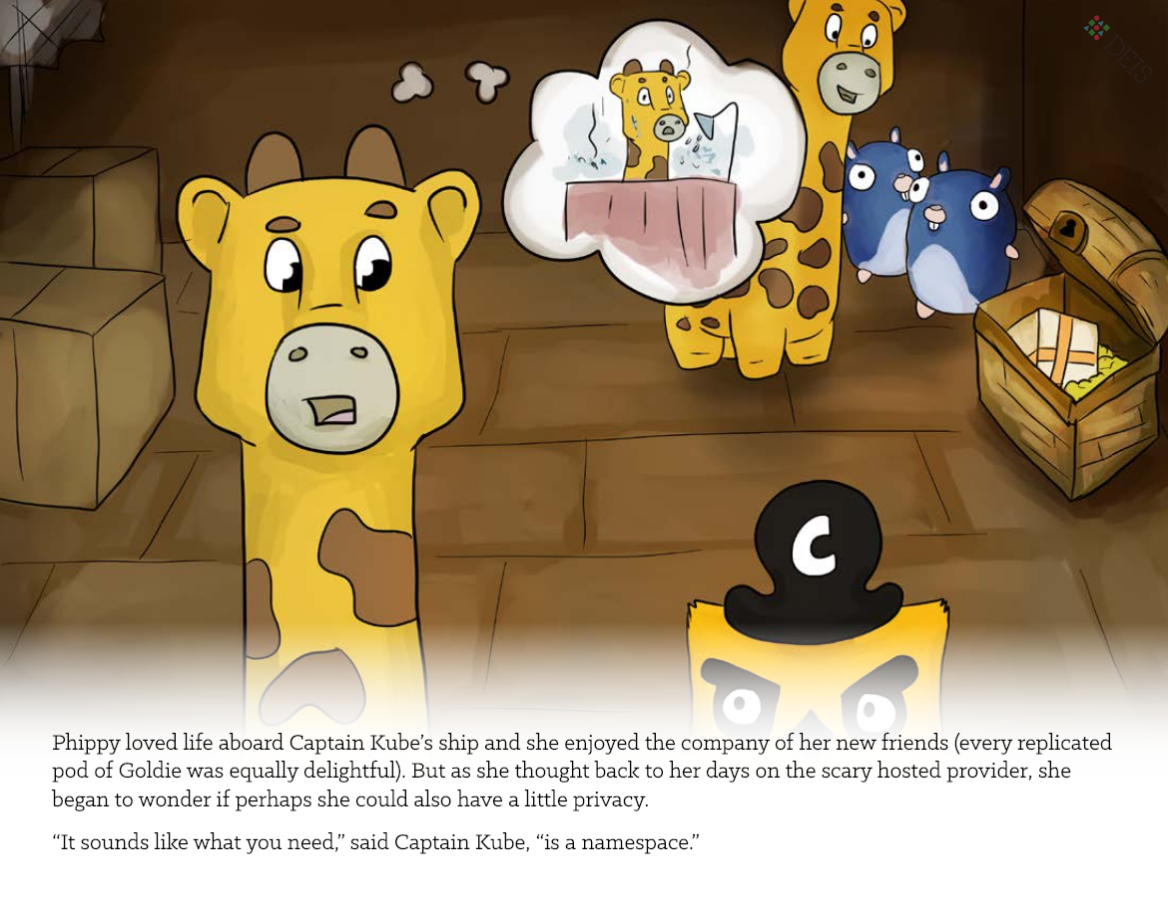 DEIS
C
Phippy loved life aboard Captain Kube’s ship and she enjoyed the company of her new friends (every replicated
pod of Goldie was equally delightful). But as she thought back to her days on the scary hosted provider, she
began to wonder if perhaps she could also have a little privacy.
“It sounds like what you need,” said Captain Kube, “is a namespace.”